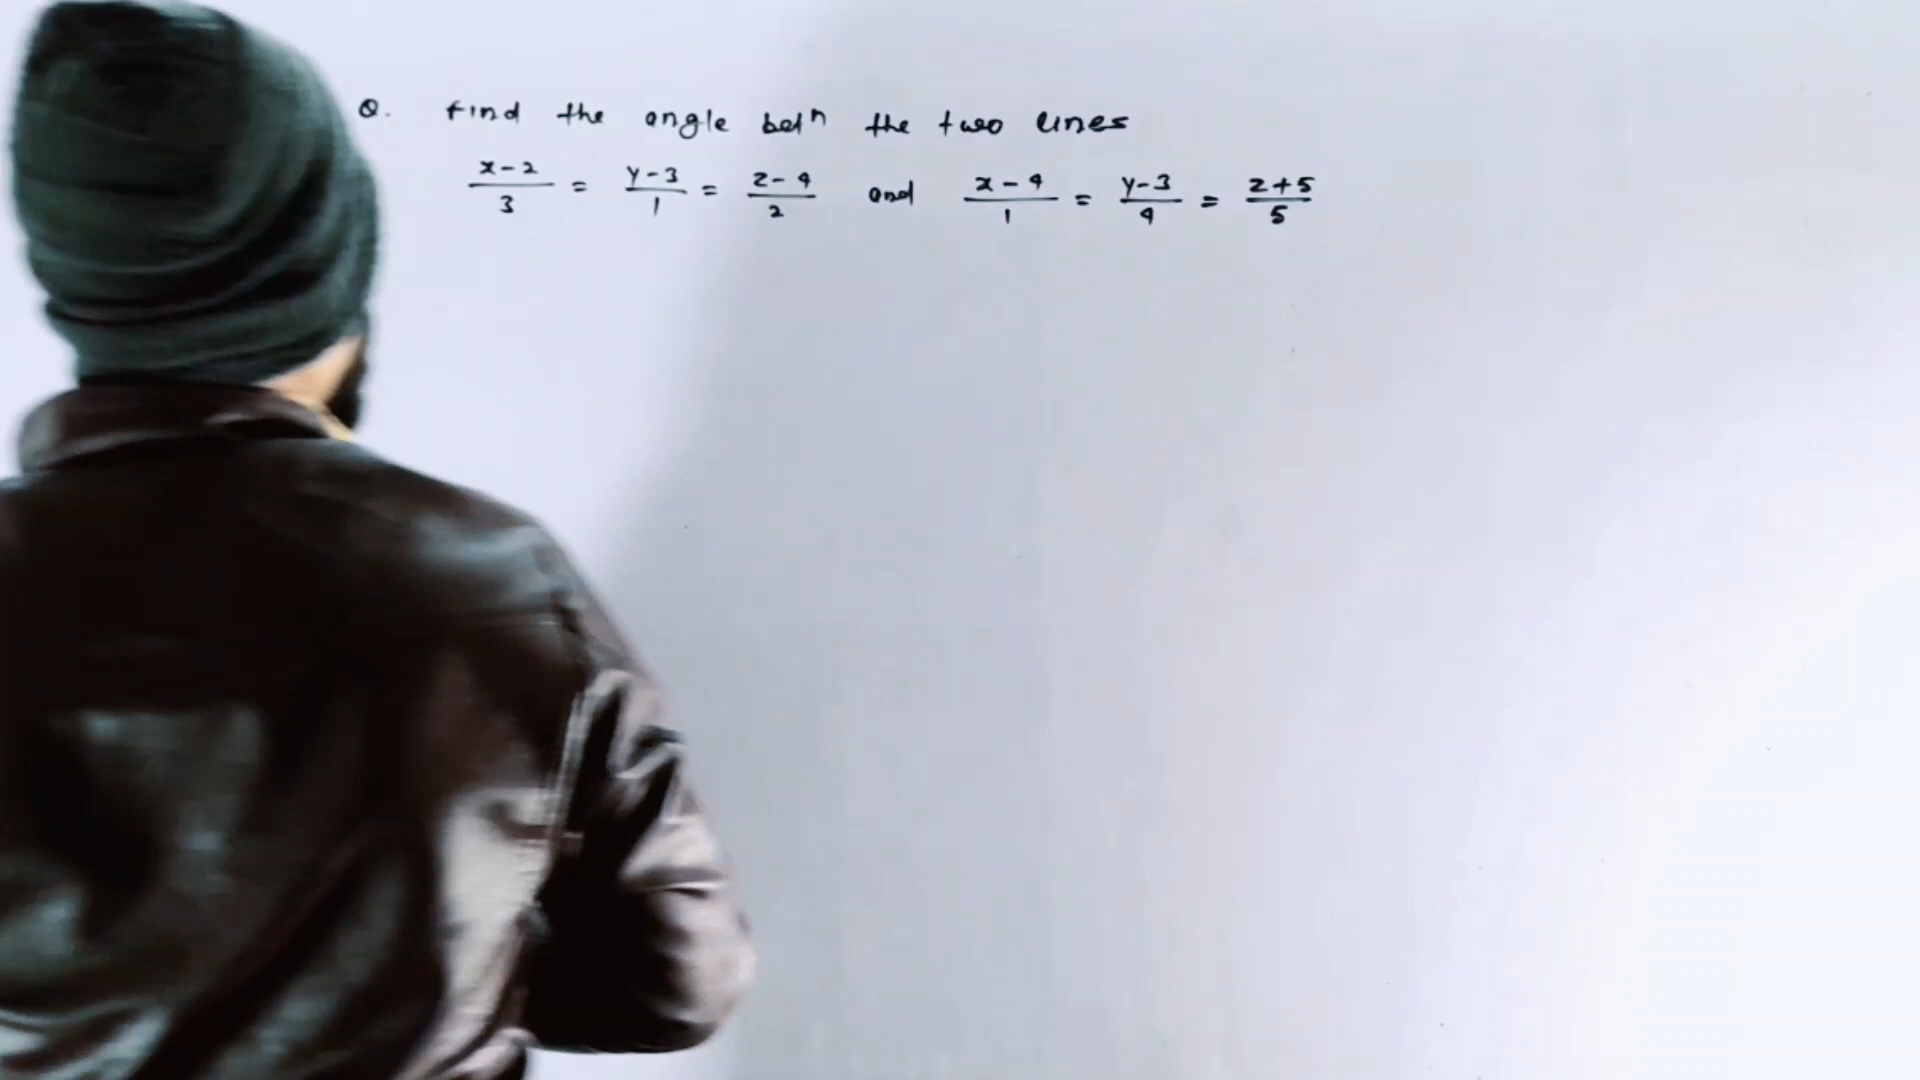 Q. Find the angle betⁿ the two lines
x-2/3 = y-3/1 = z-4/2 and x-4/1 = y-3/4 = z+5/5